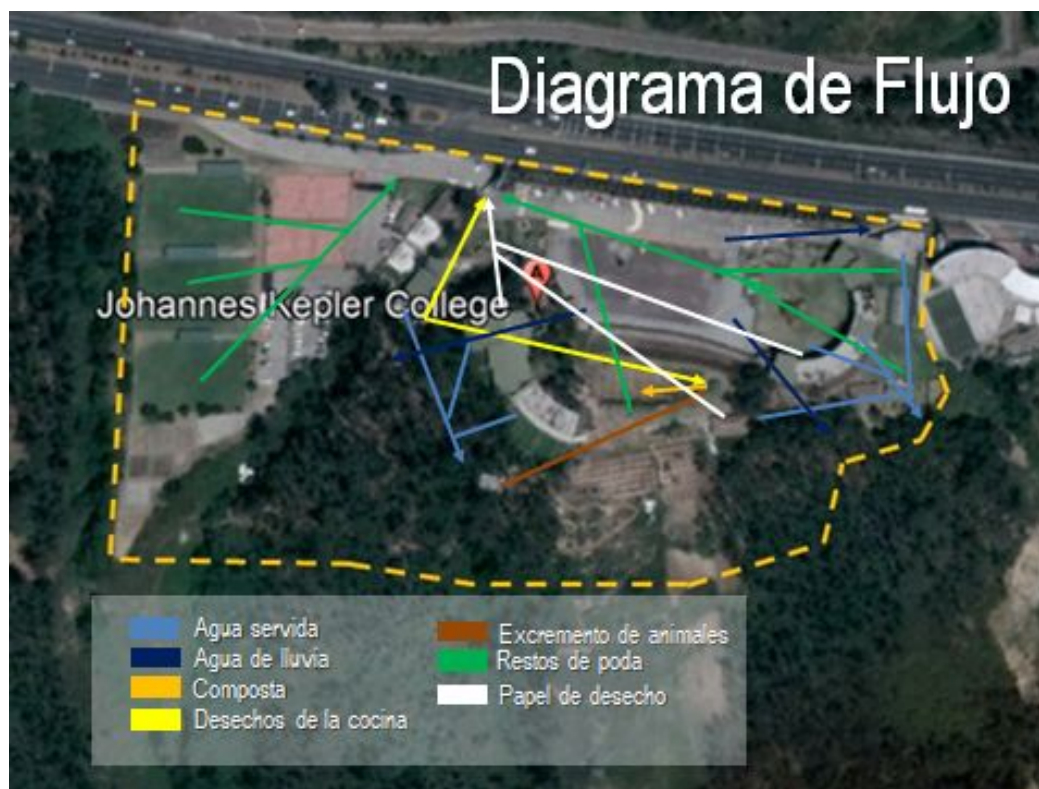 Diagrama de Flujo
A
Johannes Kepler College
Agua servida
Agua de lluvia
Composta
Desechos de la cocina
Excremento de animales
Restos de poda
Papel de desecho